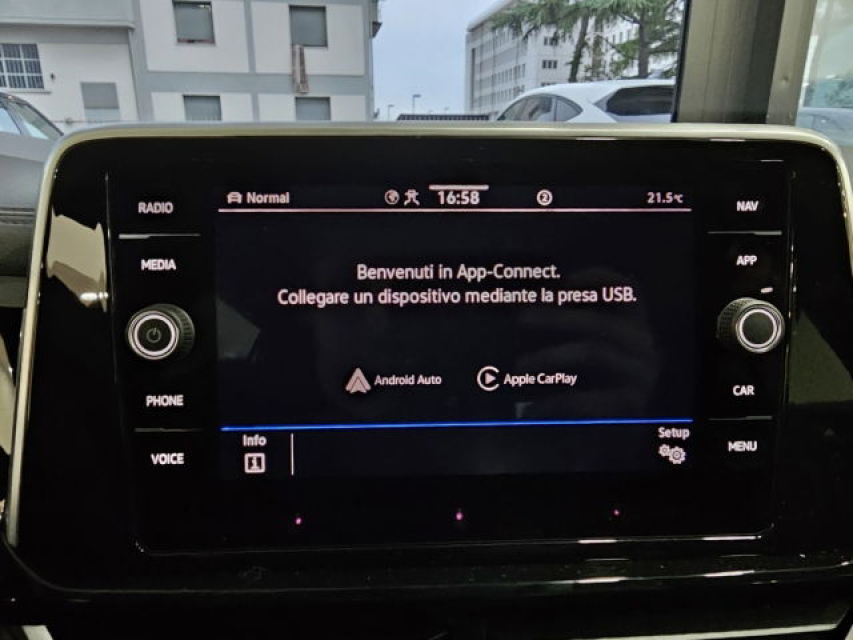 RADIO
MEDIA
PHONE
VOICE
Normal
16:58
2
21.5°C
Benvenuti in App-Connect.
Collegare un dispositivo mediante la presa USB.
Android Auto
Apple CarPlay
Info
Setup
NAV
APP
CAR
MENU